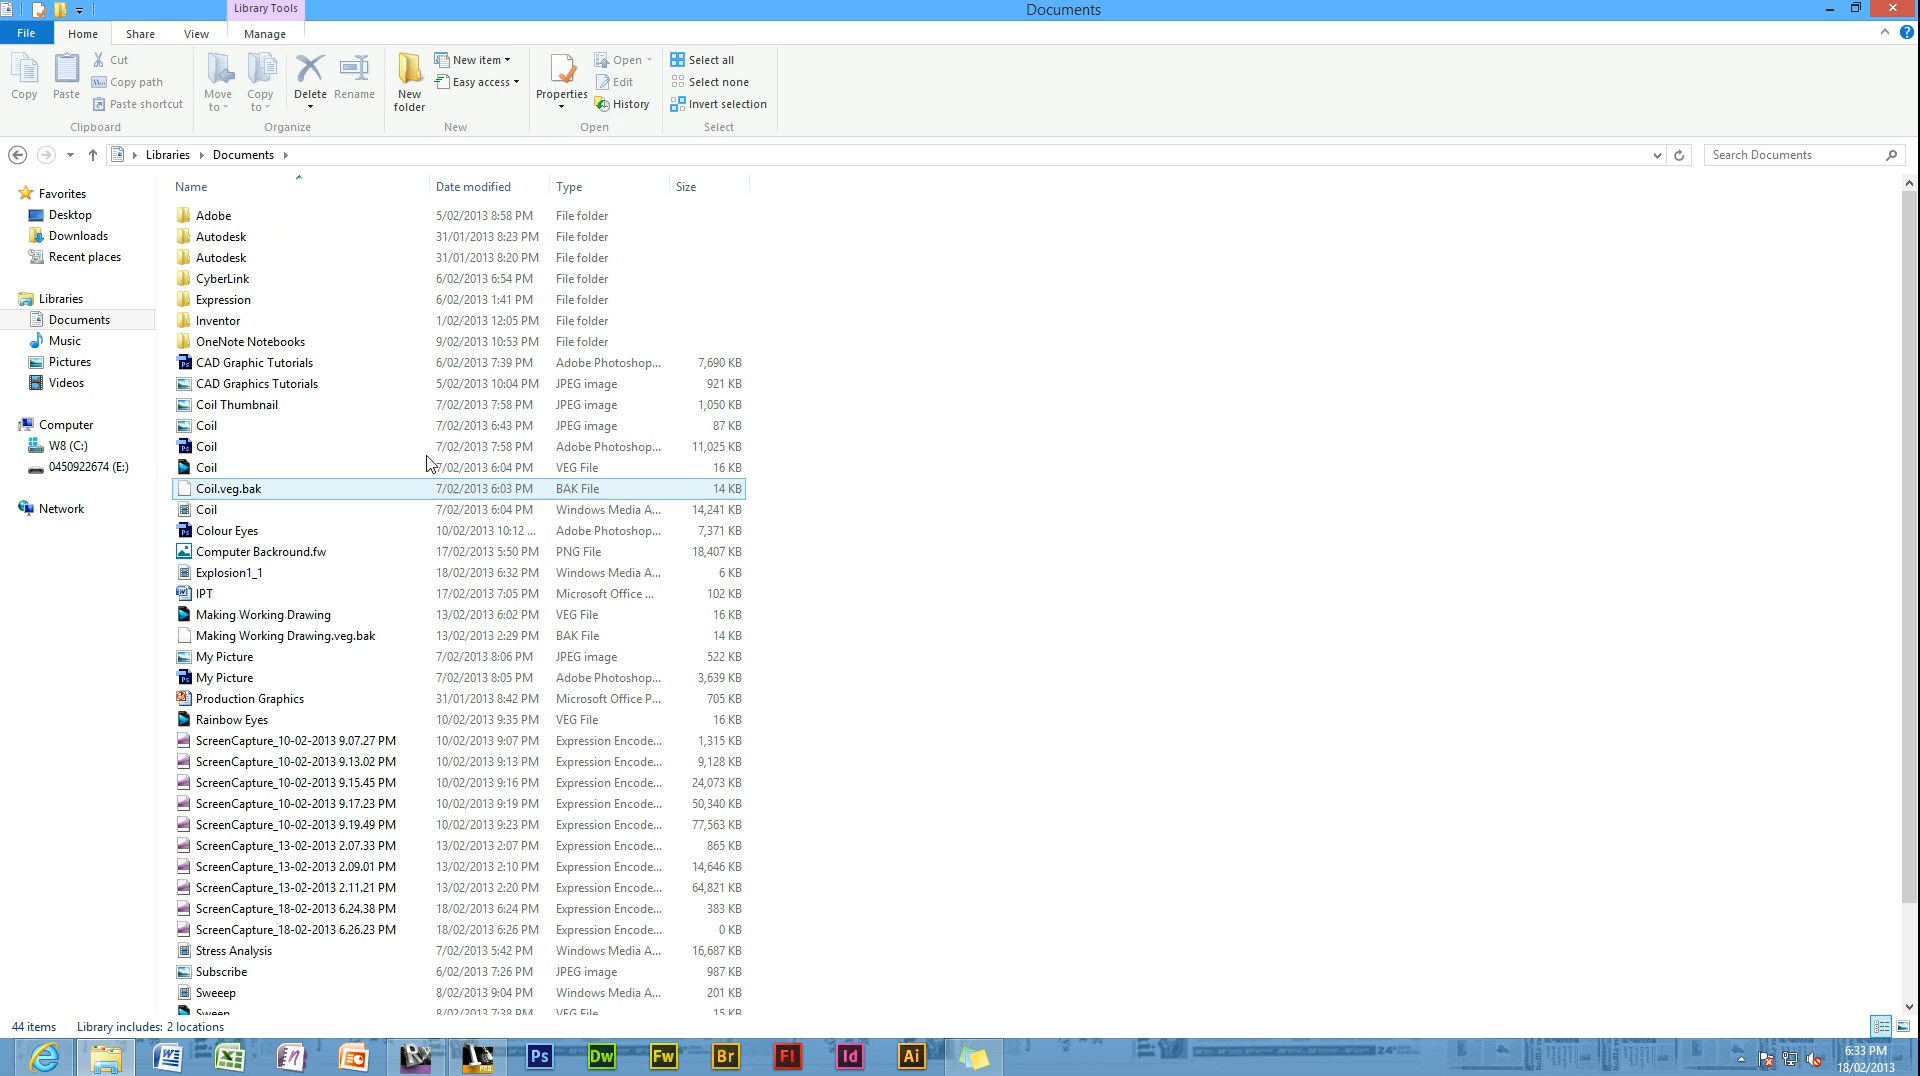 Library Tools
Documents
File Home Share View Manage
Copy
Paste
Cut
Copy path
Paste shortcut
Clipboard
Move to
Copy to
Delete
Rename
Organize
New folder
New item
Easy access
New
Properties
Open
Edit
History
Open
Select all
Select none
Invert selection
Select
Libraries Documents
Search Documents
Favorites
Desktop
Downloads
Recent places
Libraries
Documents
Music
Pictures
Videos
Computer
W8 (C:)
0450922674 (E:)
Network
Name Date modified Type Size
Adobe 5/02/2013 8:58 PM File folder
Autodesk 31/01/2013 8:23 PM File folder
Autodesk 31/01/2013 8:20 PM File folder
CyberLink 6/02/2013 6:54 PM File folder
Expression 6/02/2013 1:41 PM File folder
Inventor 1/02/2013 12:05 PM File folder
OneNote Notebooks 9/02/2013 10:53 PM File folder
CAD Graphic Tutorials 6/02/2013 7:39 PM Adobe Photoshop... 7,690 KB
CAD Graphics Tutorials 5/02/2013 10:04 PM JPEG image 921 KB
Coil Thumbnail 7/02/2013 7:58 PM JPEG image 1,050 KB
Coil 7/02/2013 6:43 PM JPEG image 87 KB
Coil 7/02/2013 7:58 PM Adobe Photoshop... 11,025 KB
Coil 7/02/2013 6:04 PM VEG File 16 KB
Coil.veg.bak 7/02/2013 6:03 PM BAK File 14 KB
Coil 7/02/2013 6:04 PM Windows Media A... 14,241 KB
Colour Eyes 10/02/2013 10:12 ... Adobe Photoshop... 7,371 KB
Computer Backround.fw 17/02/2013 5:50 PM PNG File 18,407 KB
Explosion1_1 18/02/2013 6:32 PM Windows Media A... 6 KB
IPT 17/02/2013 7:05 PM Microsoft Office ... 102 KB
Making Working Drawing 13/02/2013 6:02 PM VEG File 16 KB
Making Working Drawing.veg.bak 13/02/2013 2:29 PM BAK File 14 KB
My Picture 7/02/2013 8:06 PM JPEG image 522 KB
My Picture 7/02/2013 8:05 PM Adobe Photoshop... 3,639 KB
Production Graphics 31/01/2013 8:42 PM Microsoft Office P... 705 KB
Rainbow Eyes 10/02/2013 9:35 PM VEG File 16 KB
ScreenCapture_10-02-2013 9.07.27 PM 10/02/2013 9:07 PM Expression Encode... 1,315 KB
ScreenCapture_10-02-2013 9.13.02 PM 10/02/2013 9:13 PM Expression Encode... 9,128 KB
ScreenCapture_10-02-2013 9.15.45 PM 10/02/2013 9:16 PM Expression Encode... 24,073 KB
ScreenCapture_10-02-2013 9.17.23 PM 10/02/2013 9:19 PM Expression Encode... 50,340 KB
ScreenCapture_10-02-2013 9.19.49 PM 10/02/2013 9:23 PM Expression Encode... 77,563 KB
ScreenCapture_13-02-2013 2.07.33 PM 13/02/2013 2:07 PM Expression Encode... 865 KB
ScreenCapture_13-02-2013 2.09.01 PM 13/02/2013 2:10 PM Expression Encode... 14,646 KB
ScreenCapture_13-02-2013 2.11.21 PM 13/02/2013 2:20 PM Expression Encode... 64,821 KB
ScreenCapture_18-02-2013 6.24.38 PM 18/02/2013 6:24 PM Expression Encode... 383 KB
ScreenCapture_18-02-2013 6.26.23 PM 18/02/2013 6:26 PM Expression Encode... 0 KB
Stress Analysis 7/02/2013 5:42 PM Windows Media A... 16,687 KB
Subscribe 6/02/2013 7:26 PM JPEG image 987 KB
Sweeep 8/02/2013 9:04 PM Windows Media A... 201 KB
Sweep 8/02/2013 7:38 PM VEG File 15 KB
44 items Library includes: 2 locations
Ps Dw Fw Br Fl Id Ai
6:33 PM
18/02/2013